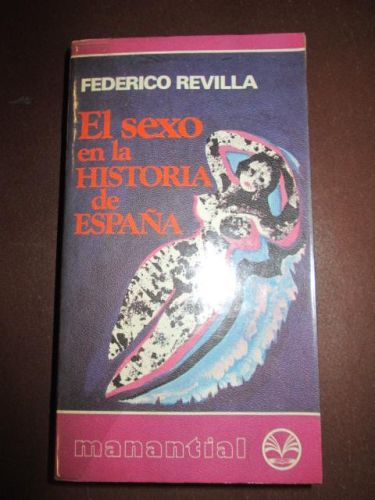 FEDERICO REVILLA
El sexo
en la
HISTORIA
de
ESPAÑA
manantial